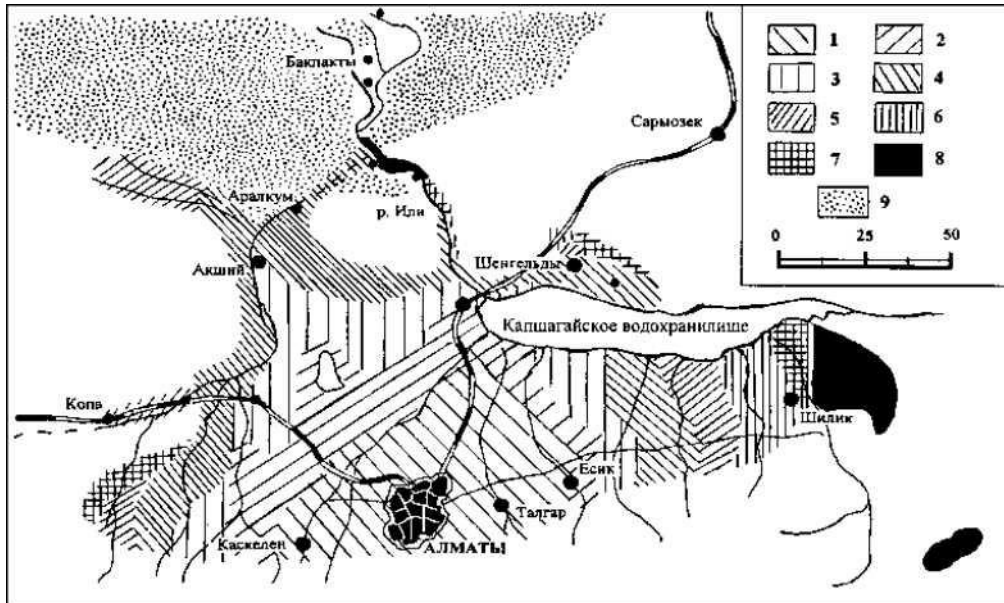 Баклакты
Сарыозек
Аралкум
р. Или
Акший
Шенгельды
Капшагайское водохранилище
Копа
Шилик
Есик
Талгар
Каскелен
АЛМАТЫ
1
2
3
4
5
6
7
8
9
0 25 50